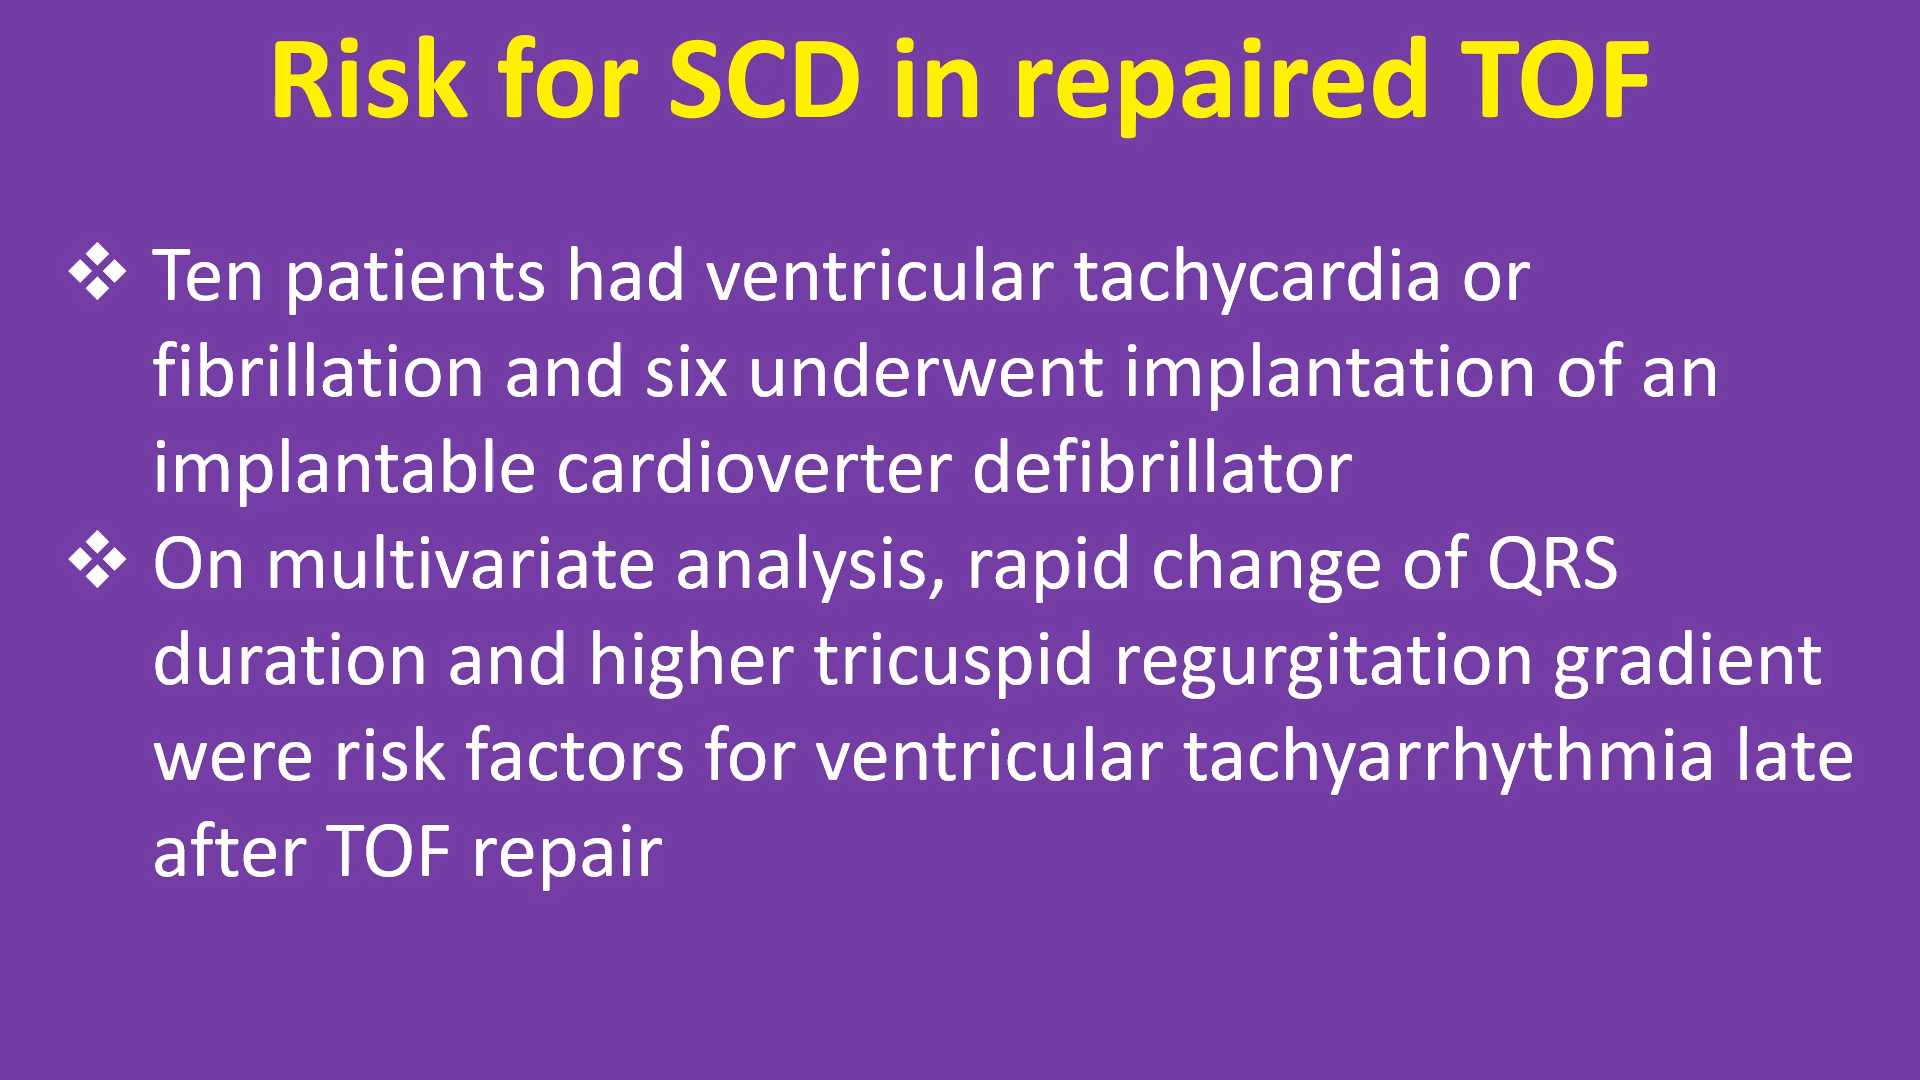 Risk for SCD in repaired TOF
❖ Ten patients had ventricular tachycardia or
fibrillation and six underwent implantation of an
implantable cardioverter defibrillator
❖ On multivariate analysis, rapid change of QRS
duration and higher tricuspid regurgitation gradient
were risk factors for ventricular tachyarrhythmia late
after TOF repair